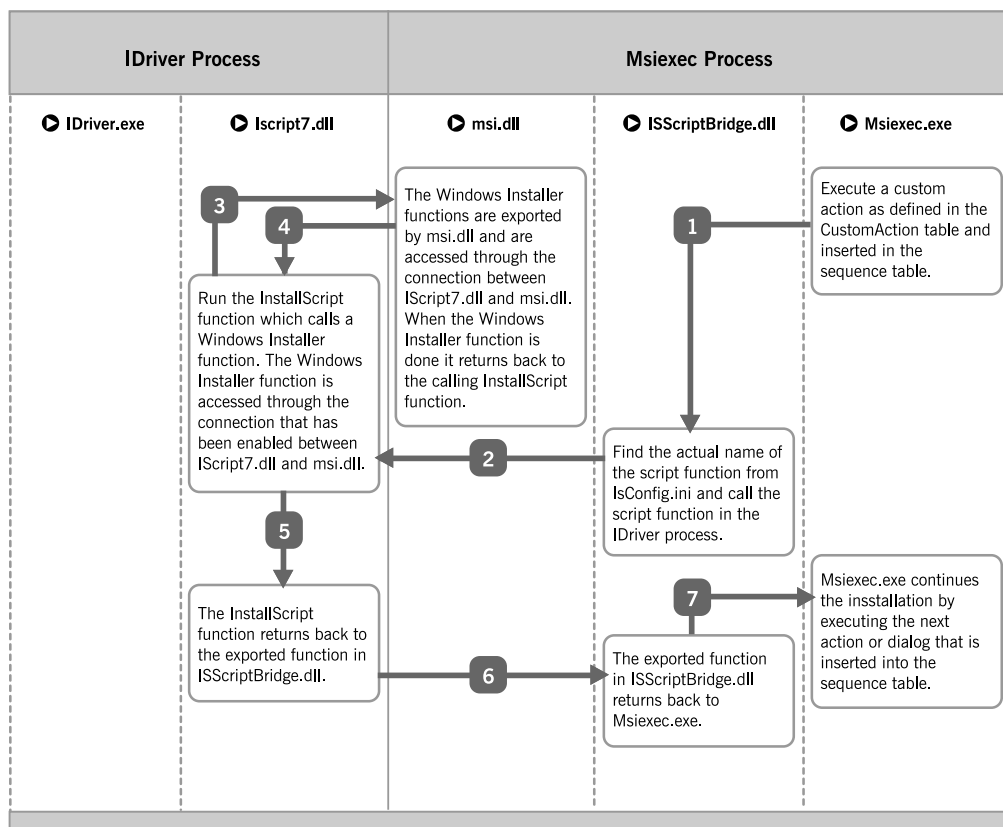 IDriver Process
Msiexec Process
IDriver.exe
Iscript7.dll
msi.dll
ISScriptBridge.dll
Msiexec.exe
3
4
1
The Windows Installer
functions are exported
by msi.dll and are
accessed through the
connection between
IScript7.dll and msi.dll.
When the Windows
Installer function is
done it returns back to
the calling InstallScript
function.
Execute a custom
action as defined in the
CustomAction table and
inserted in the
sequence table.
Run the InstallScript
function which calls a
Windows Installer
function. The Windows
Installer function is
accessed through the
connection that has
been enabled between
IScript7.dll and msi.dll.
2
Find the actual name of
the script function from
IsConfig.ini and call the
script function in the
IDriver process.
5
The InstallScript
function returns back to
the exported function in
ISScriptBridge.dll.
6
7
The exported function
in ISScriptBridge.dll
returns back to
Msiexec.exe.
Msiexec.exe continues
the insstallation by
executing the next
action or dialog that is
inserted into the
sequence table.